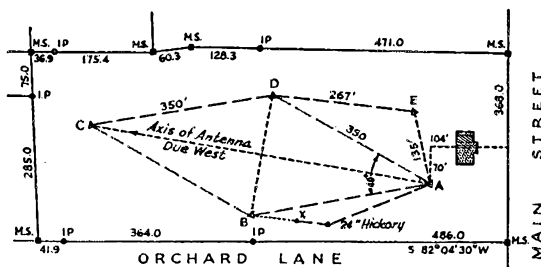 M.S. IP M.S. M.S. IP 471.0 M.S.
36.9 175.4 60.3 128.3
75.0
I.P
D 267' E
350'
C Axis of Antenna
Due West
350
135'
104'
70'
368.0
MAIN STREET
285.0
A
B X 24" Hickory
M.S. IP 364.0 IP 486.0 M.S.
41.9 S 82°04'30"W
ORCHARD LANE